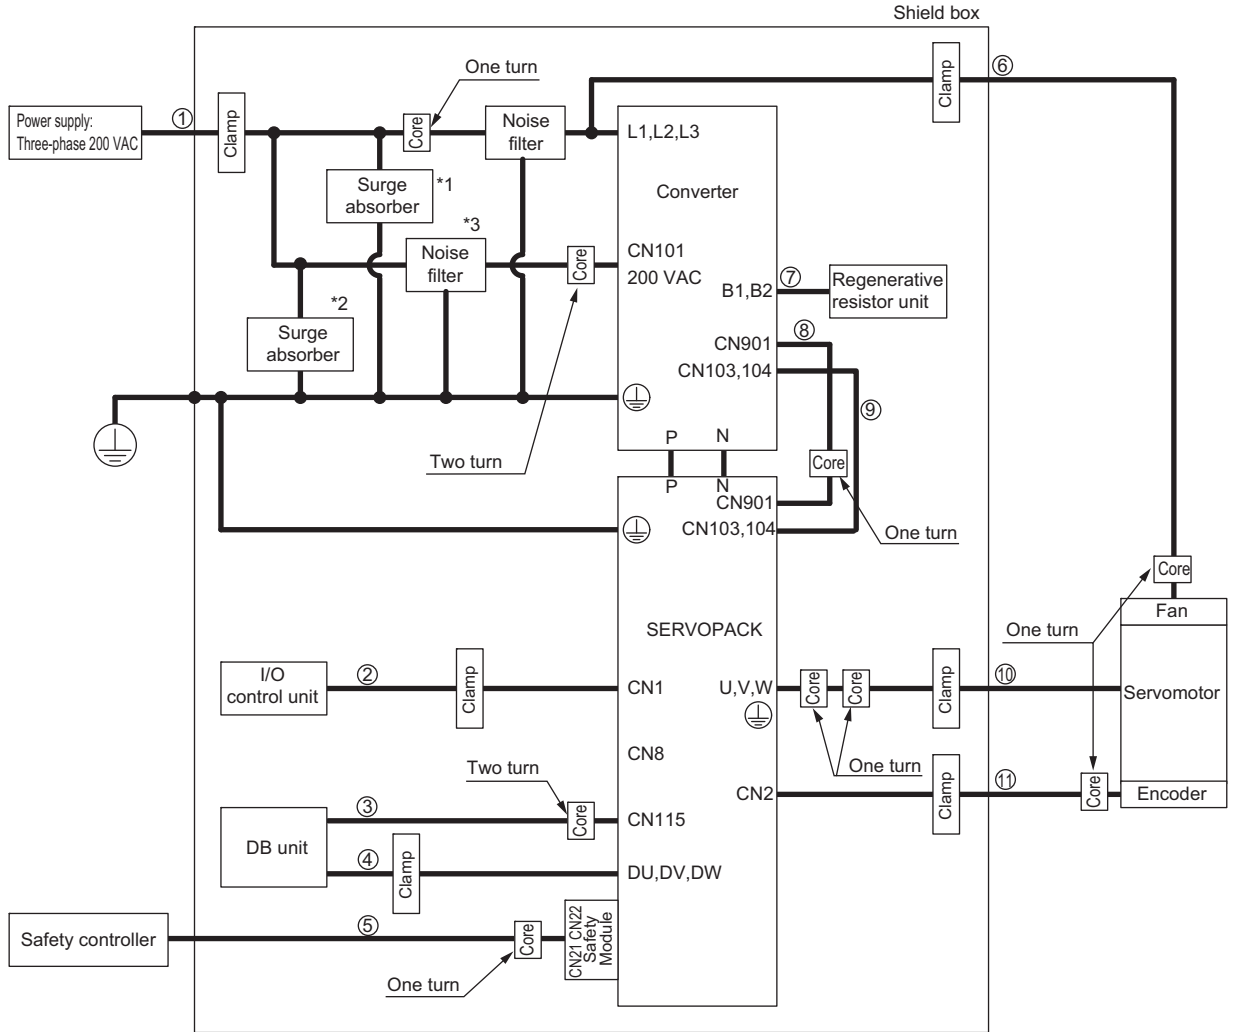 Shield box
One turn
⑥
Clamp
Power supply:
Three-phase 200 VAC
①
Clamp
Core
Noise
filter
L1,L2,L3
Surge
absorber
*1
Converter
*3
Noise
filter
Core
CN101
200 VAC
B1,B2
⑦
Regenerative
resistor unit
*2
Surge
absorber
CN901
⑧
CN103,104
⑨
Two turn
P
N
Core
P
N
CN901
CN103,104
One turn
Core
Fan
One turn
SERVOPACK
I/O
control unit
②
Clamp
CN1
U,V,W
Core
Core
Clamp
⑩
Servomotor
CN8
One turn
Two turn
CN2
Clamp
⑪
Core
Encoder
DB unit
③
Core
CN115
④
Clamp
DU,DV,DW
Safety controller
⑤
Core
CN21 CN22
Safety
Module
One turn